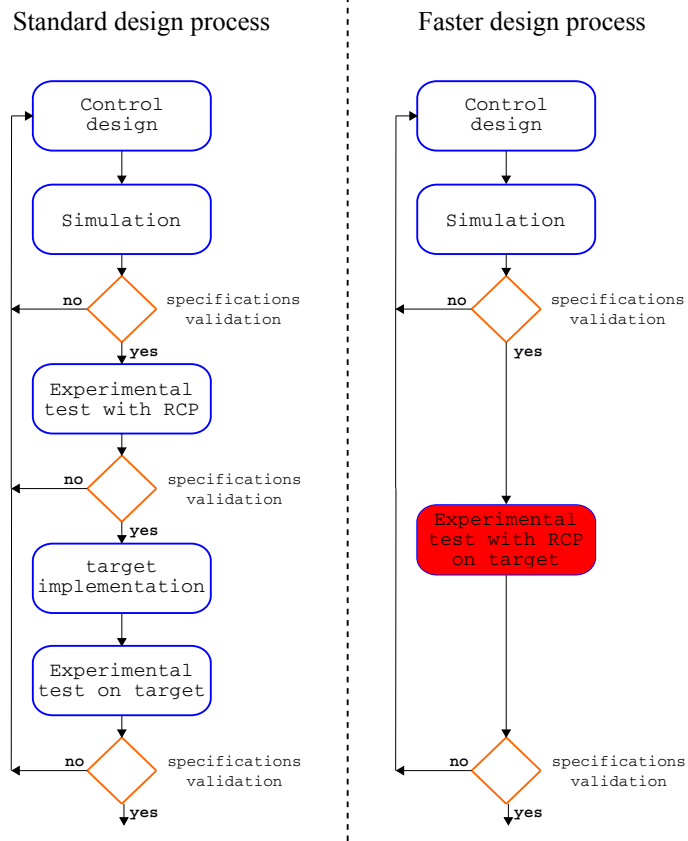 Standard design process
Control
design
Simulation
no
specifications
validation
yes
Experimental
test with RCP
no
specifications
validation
yes
target
implementation
Experimental
test on target
no
specifications
validation
yes
Faster design process
Control
design
Simulation
no
specifications
validation
yes
Experimental
test with RCP
on target
no
specifications
validation
yes